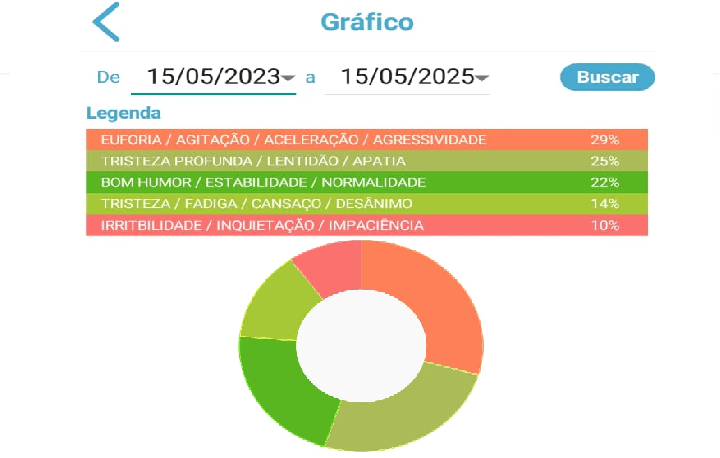 Gráfico
De 15/05/2023 a 15/05/2025 Buscar
Legenda
EUFORIA / AGITAÇÃO / ACELERAÇÃO / AGRESSIVIDADE 29%
TRISTEZA PROFUNDA / LENTIDÃO / APATIA 25%
BOM HUMOR / ESTABILIDADE / NORMALIDADE 22%
TRISTEZA / FADIGA / CANSAÇO / DESÂNIMO 14%
IRRITBILIDADE / INQUIETAÇÃO / IMPACIÊNCIA 10%